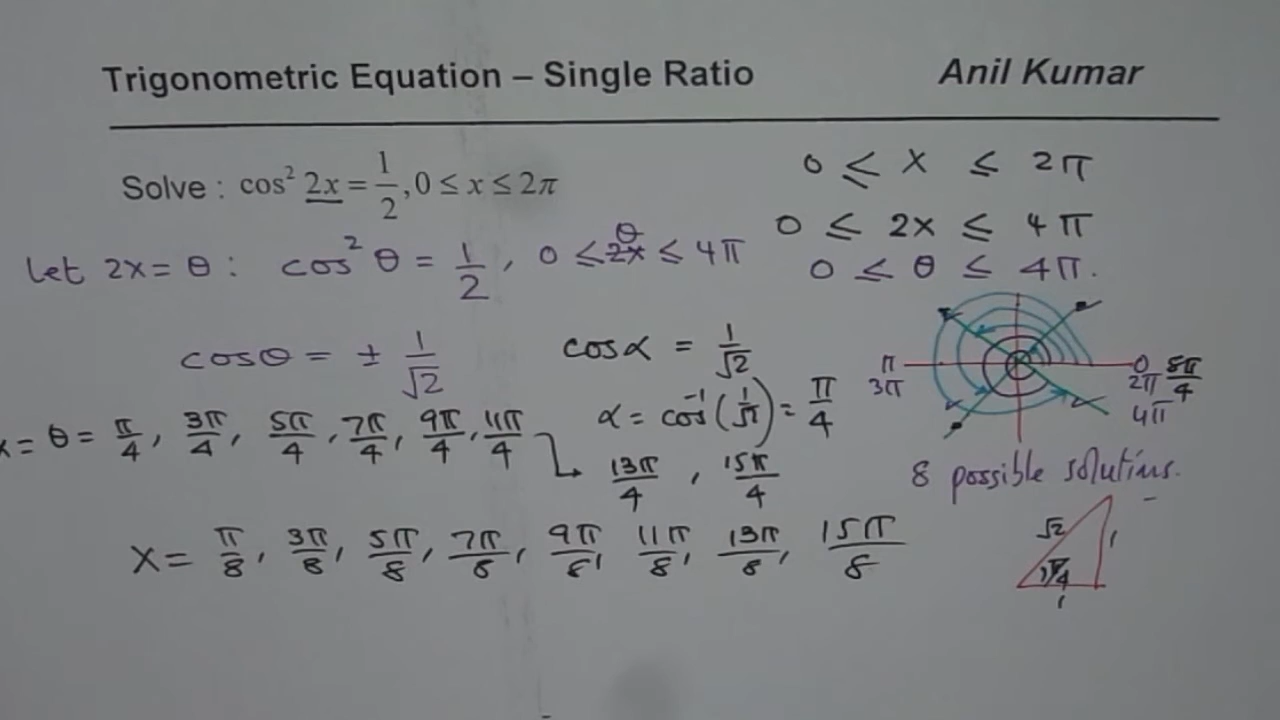 Trigonometric Equation – Single Ratio Anil Kumar
Solve : cos² 2x = 1/2, 0 ≤ x ≤ 2π
0 ≤ x ≤ 2π
0 ≤ 2x ≤ 4π
Let 2x = θ : cos² θ = 1/2 , 0 ≤ 2x θ ≤ 4π
0 ≤ θ ≤ 4π.
cosθ = ± 1/√2
cosα = 1/√2
π 0 8π/4
3π 2π
4π
α = cos⁻¹(1/√2) = π/4
x = θ = π/4, 3π/4, 5π/4, 7π/4, 9π/4, 11π/4
13π/4 , 15π/4
8 possible solutins.
x = π/8, 3π/8, 5π/8, 7π/8, 9π/8, 11π/8, 13π/8, 15π/8
√2 1
π/4
1